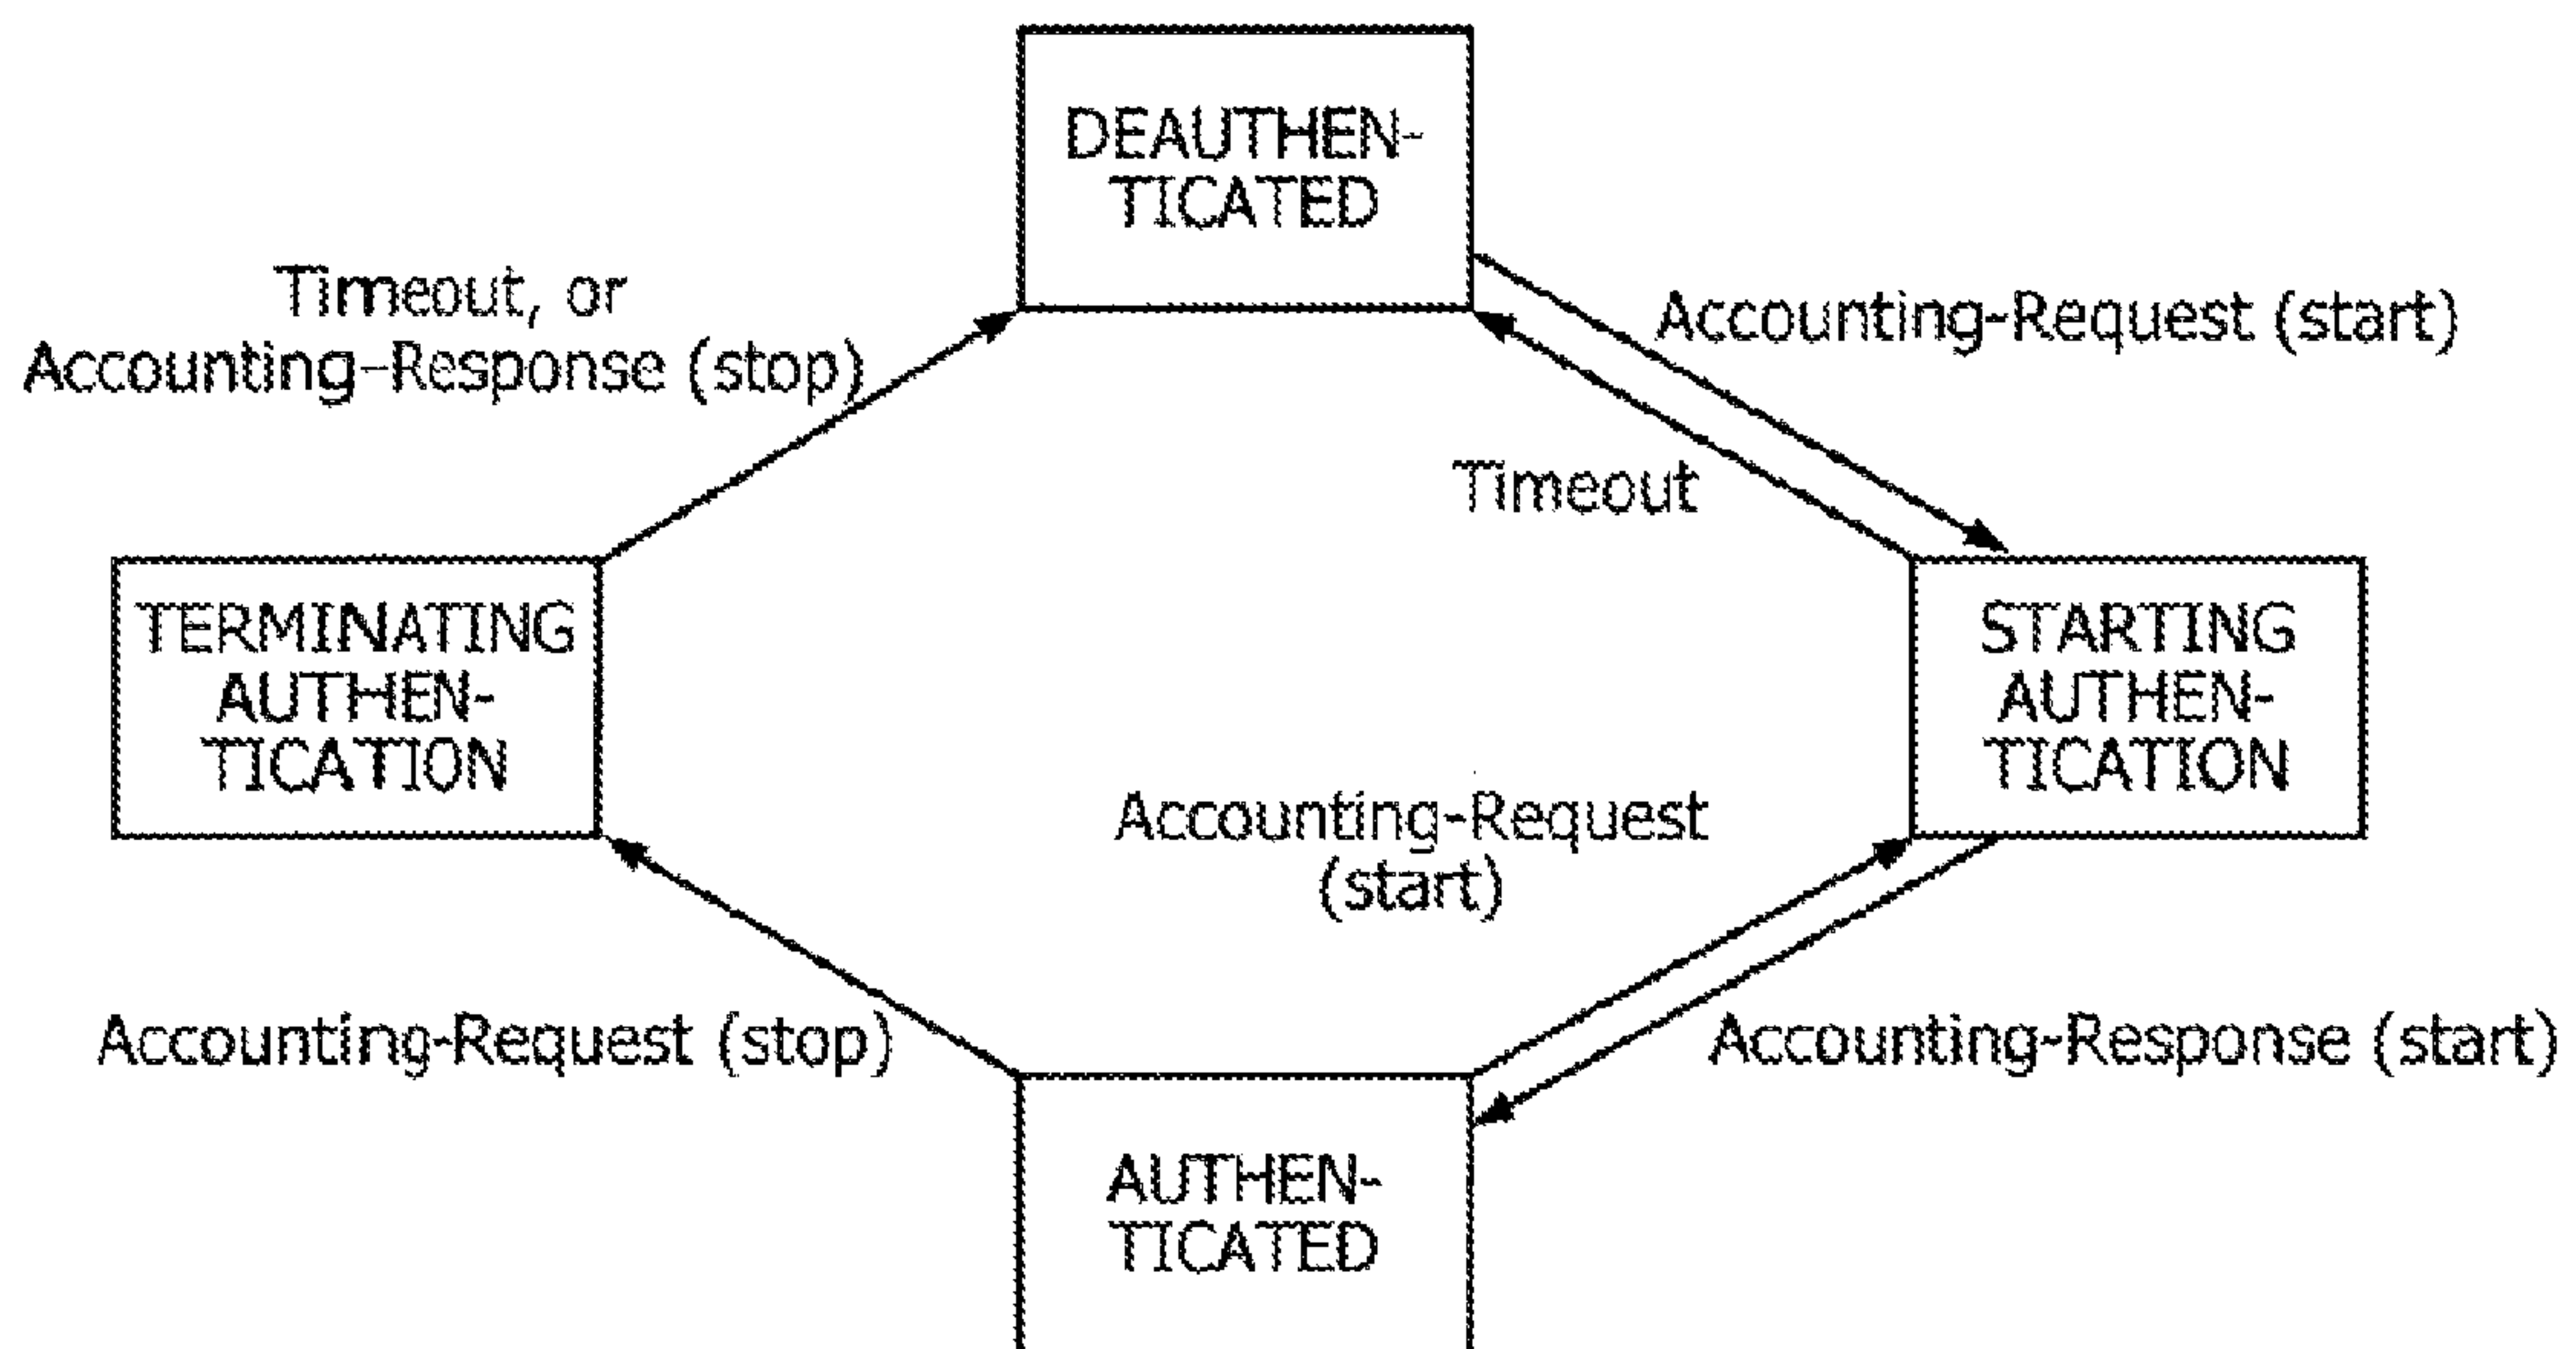 DEAUTHEN-
TICATED
Timeout, or
Accounting-Response (stop)
Accounting-Request (start)
Timeout
TERMINATING
AUTHEN-
TICATION
STARTING
AUTHEN-
TICATION
Accounting-Request
(start)
Accounting-Request (stop)
Accounting-Response (start)
AUTHEN-
TICATED